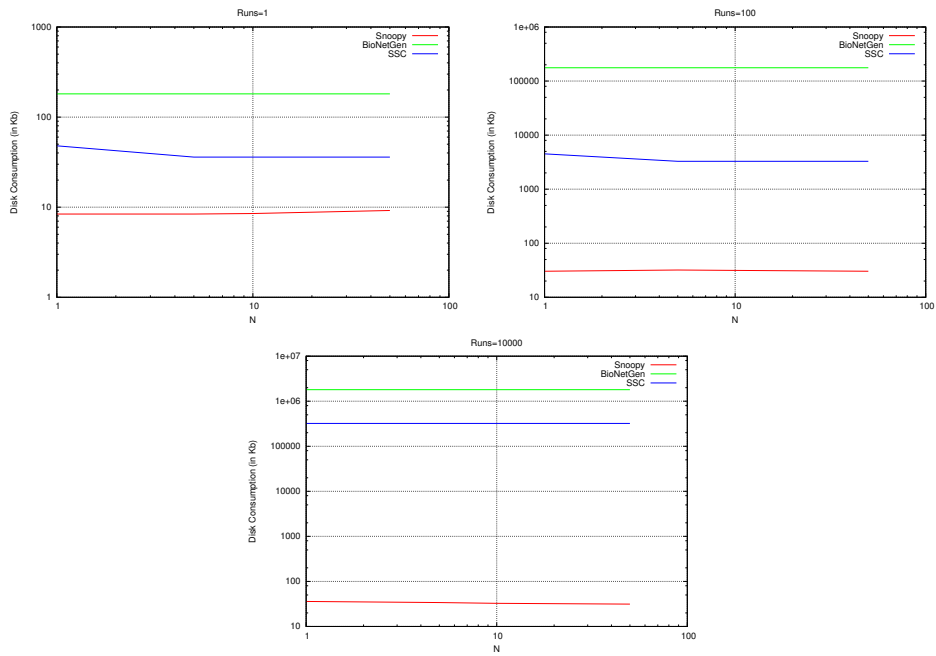 Runs=1
1000
100
10
1
1
10
100
Disk Consumption (in Kb)
N
Snoopy
BioNetGen
SSC
Runs=100
1e+06
100000
10000
1000
100
10
1
10
100
Disk Consumption (in Kb)
N
Snoopy
BioNetGen
SSC
Runs=10000
1e+07
1e+06
100000
10000
1000
100
10
1
10
100
Disk Consumption (in Kb)
N
Snoopy
BioNetGen
SSC